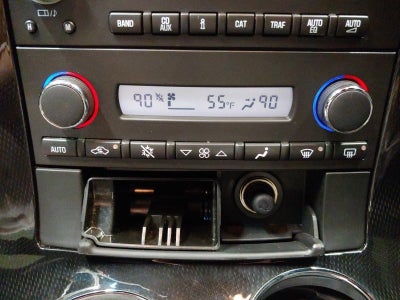 BAND CD AUX i CAT TRAF AUTO EQ AUTO
90 55°F 90
AUTO